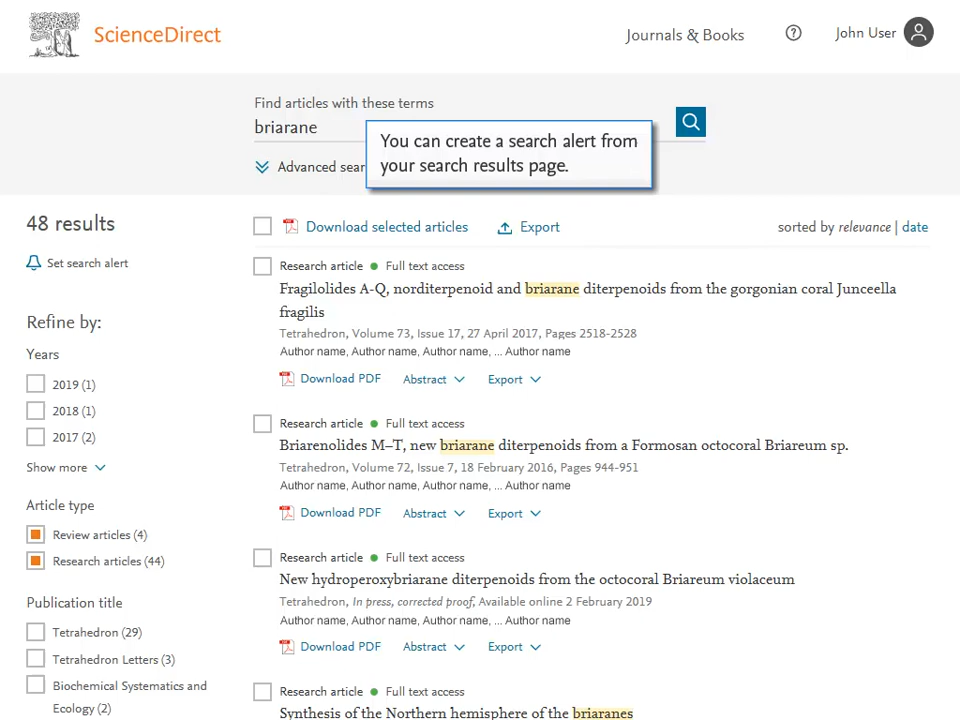 ScienceDirect
Journals & Books
?
John User
Find articles with these terms
briarane
You can create a search alert from
your search results page.
Advanced sear
48 results
Set search alert
Download selected articles
Export
sorted by relevance | date
Refine by:
Years
2019 (1)
2018 (1)
2017 (2)
Show more
Article type
Review articles (4)
Research articles (44)
Publication title
Tetrahedron (29)
Tetrahedron Letters (3)
Biochemical Systematics and
Ecology (2)
Research article ● Full text access
Fragilolides A-Q, norditerpenoid and briarane diterpenoids from the gorgonian coral Junceella
fragilis
Tetrahedron, Volume 73, Issue 17, 27 April 2017, Pages 2518-2528
Author name, Author name, Author name, ... Author name
Download PDF Abstract Export
Research article ● Full text access
Briarenolides M–T, new briarane diterpenoids from a Formosan octocoral Briareum sp.
Tetrahedron, Volume 72, Issue 7, 18 February 2016, Pages 944-951
Author name, Author name, Author name, ... Author name
Download PDF Abstract Export
Research article ● Full text access
New hydroperoxybriarane diterpenoids from the octocoral Briareum violaceum
Tetrahedron, In press, corrected proof, Available online 2 February 2019
Author name, Author name, Author name, ... Author name
Download PDF Abstract Export
Research article ● Full text access
Synthesis of the Northern hemisphere of the briaranes